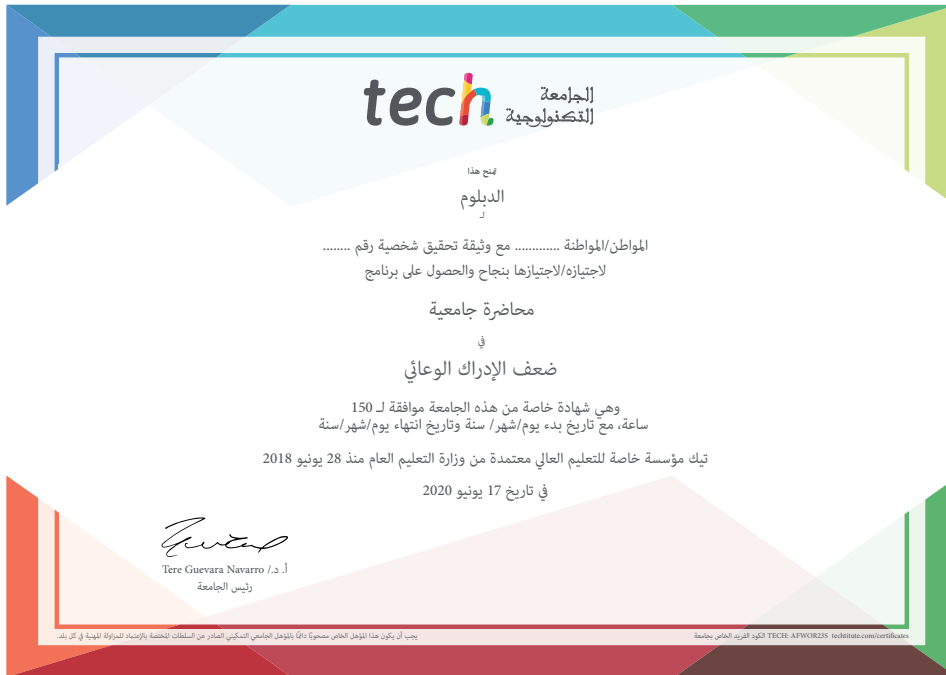 tech الجامعة
التكنولوجية
يمنح هذا
الدبلوم
لـ
المواطن/المواطنة ............ مع وثيقة تحقيق شخصية رقم ........
لاجتيازه/لاجتيازها بنجاح والحصول على برنامج
محاضرة جامعية
في
ضعف الإدراك الوعائي
وهي شهادة خاصة من هذه الجامعة موافقة لـ 150
ساعة، مع تاريخ بدء يوم/شهر/ سنة وتاريخ انتهاء يوم/شهر/سنة
تيك مؤسسة خاصة للتعليم العالي معتمدة من وزارة التعليم العام منذ 28 يونيو 2018
في تاريخ 17 يونيو 2020
أ. د./ Tere Guevara Navarro
رئيس الجامعة
يجب أن يكون هذا المؤهل الخاص مصحوبًا دائمًا بالمؤهل الجامعي التمكيني الصادر عن السلطات المختصة بالإعتماد للمزاولة المهنية في كل بلد.
الكود الفريد الخاص بجامعة TECH: AFWOR23S techtitute.com/certificates